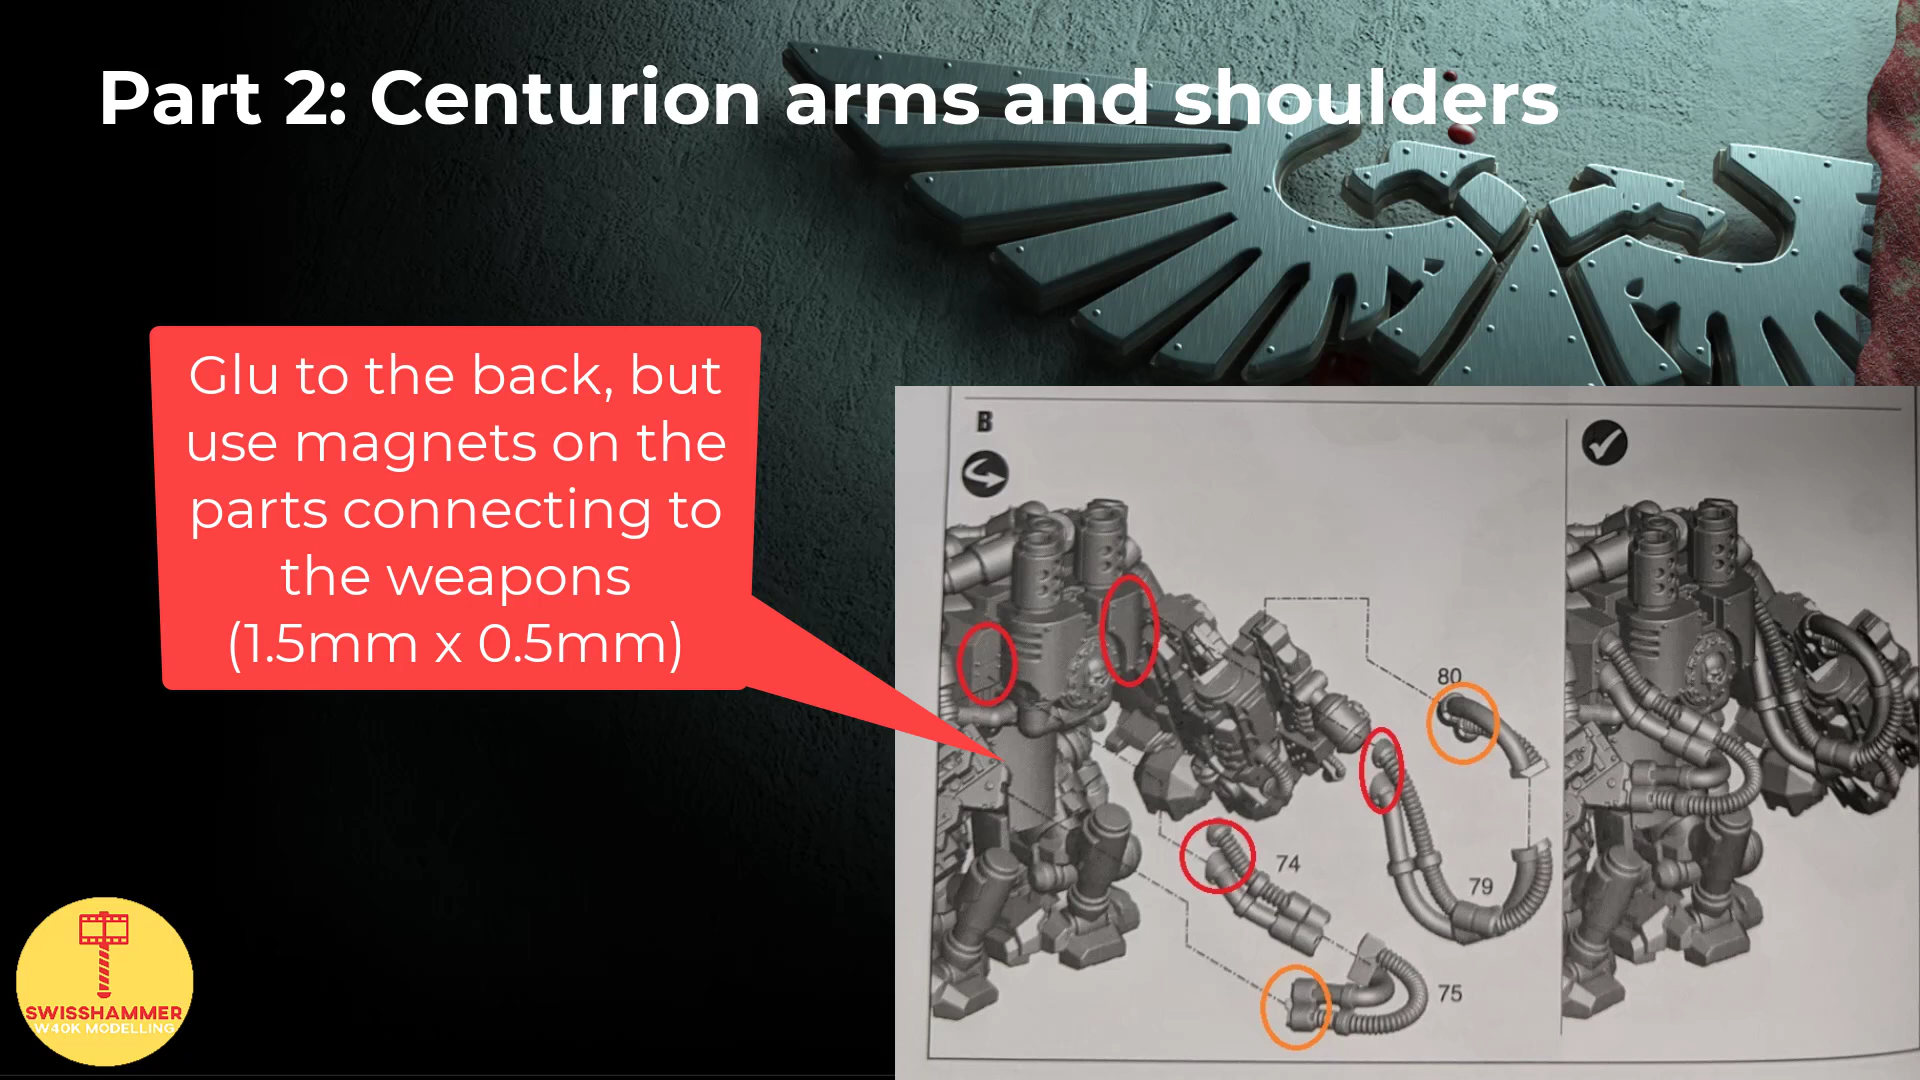 Part 2: Centurion arms and shoulders
Glu to the back, but
use magnets on the
parts connecting to
the weapons
(1.5mm x 0.5mm)
B
80
74
79
75
SWISSHAMMER
W40K MODELLING